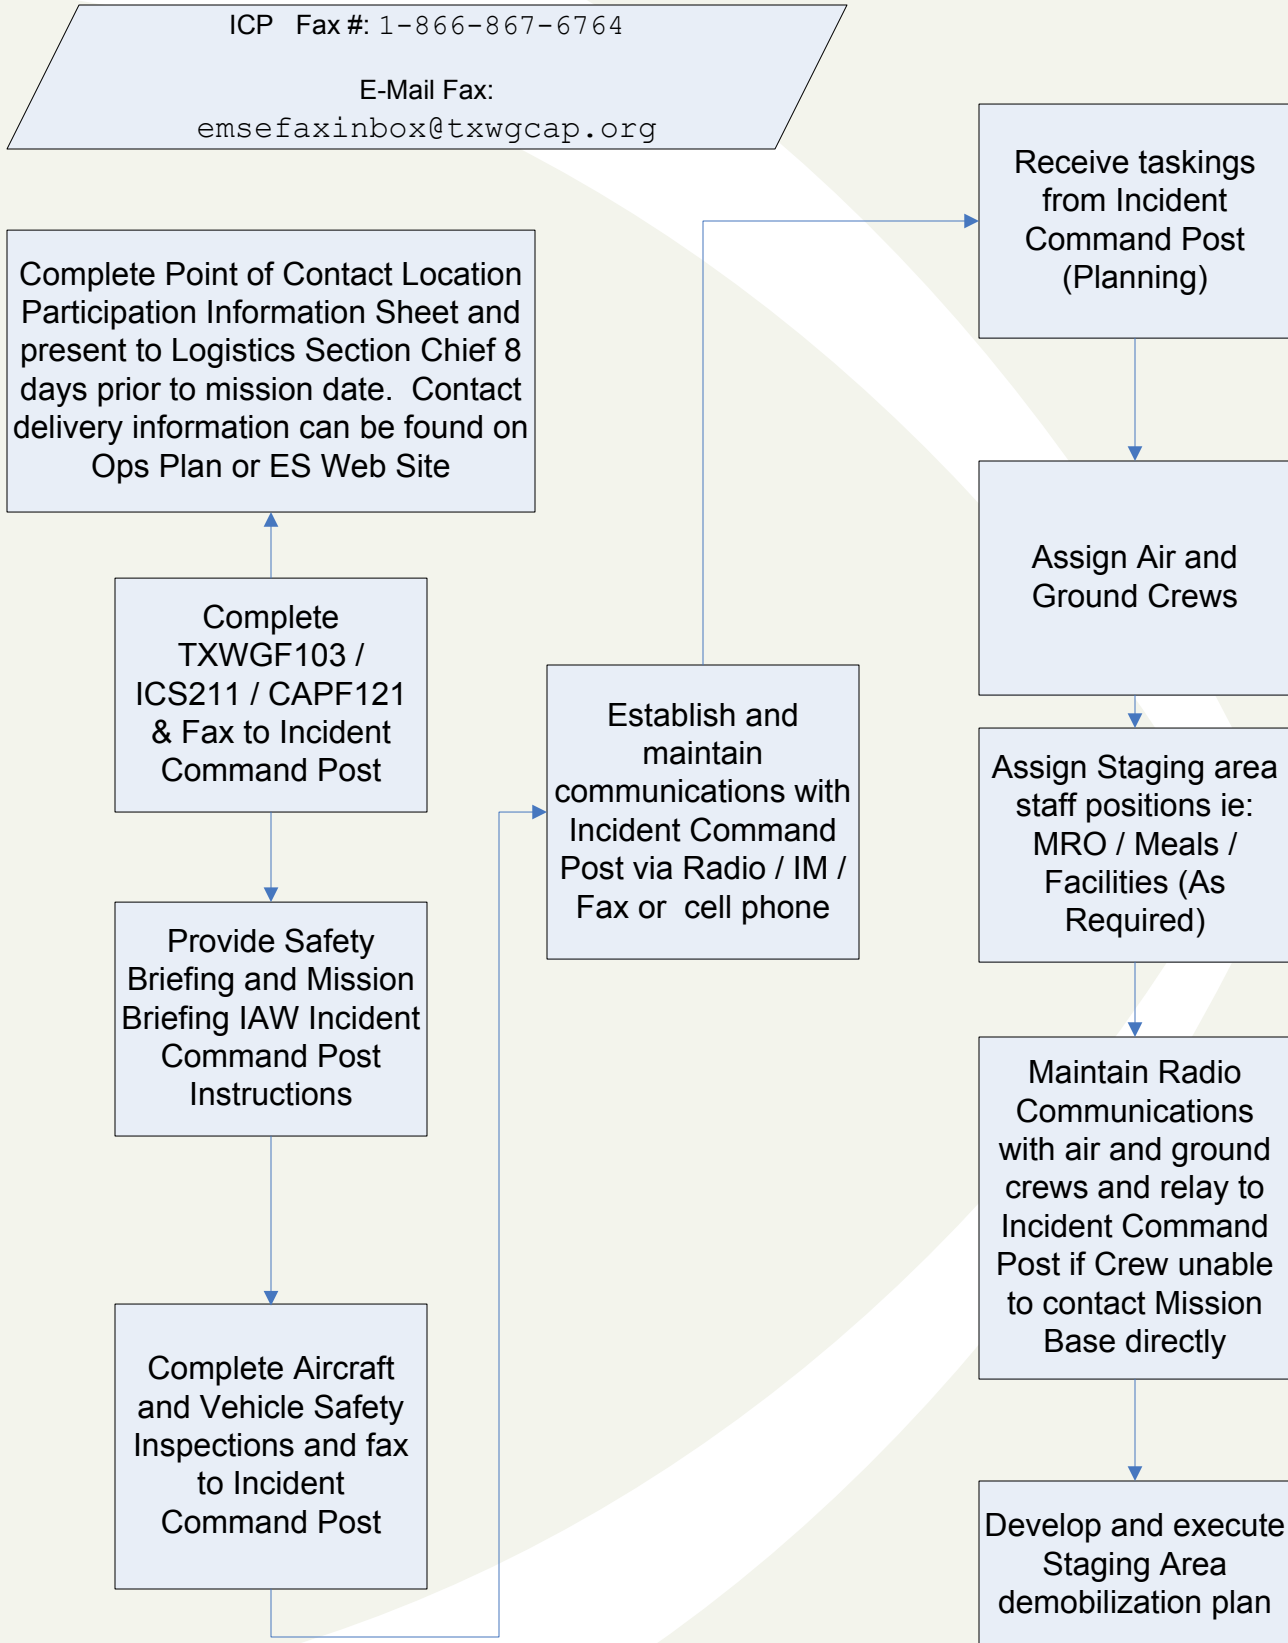 ICP Fax #: 1-866-867-6764
E-Mail Fax:
emsefaxinbox@txwgcap.org
Complete Point of Contact Location
Participation Information Sheet and
present to Logistics Section Chief 8
days prior to mission date. Contact
delivery information can be found on
Ops Plan or ES Web Site
Complete
TXWGF103 /
ICS211 / CAPF121
& Fax to Incident
Command Post
Provide Safety
Briefing and Mission
Briefing IAW Incident
Command Post
Instructions
Complete Aircraft
and Vehicle Safety
Inspections and fax
to Incident
Command Post
Establish and
maintain
communications with
Incident Command
Post via Radio / IM /
Fax or cell phone
Receive taskings
from Incident
Command Post
(Planning)
Assign Air and
Ground Crews
Assign Staging area
staff positions ie:
MRO / Meals /
Facilities (As
Required)
Maintain Radio
Communications
with air and ground
crews and relay to
Incident Command
Post if Crew unable
to contact Mission
Base directly
Develop and execute
Staging Area
demobilization plan